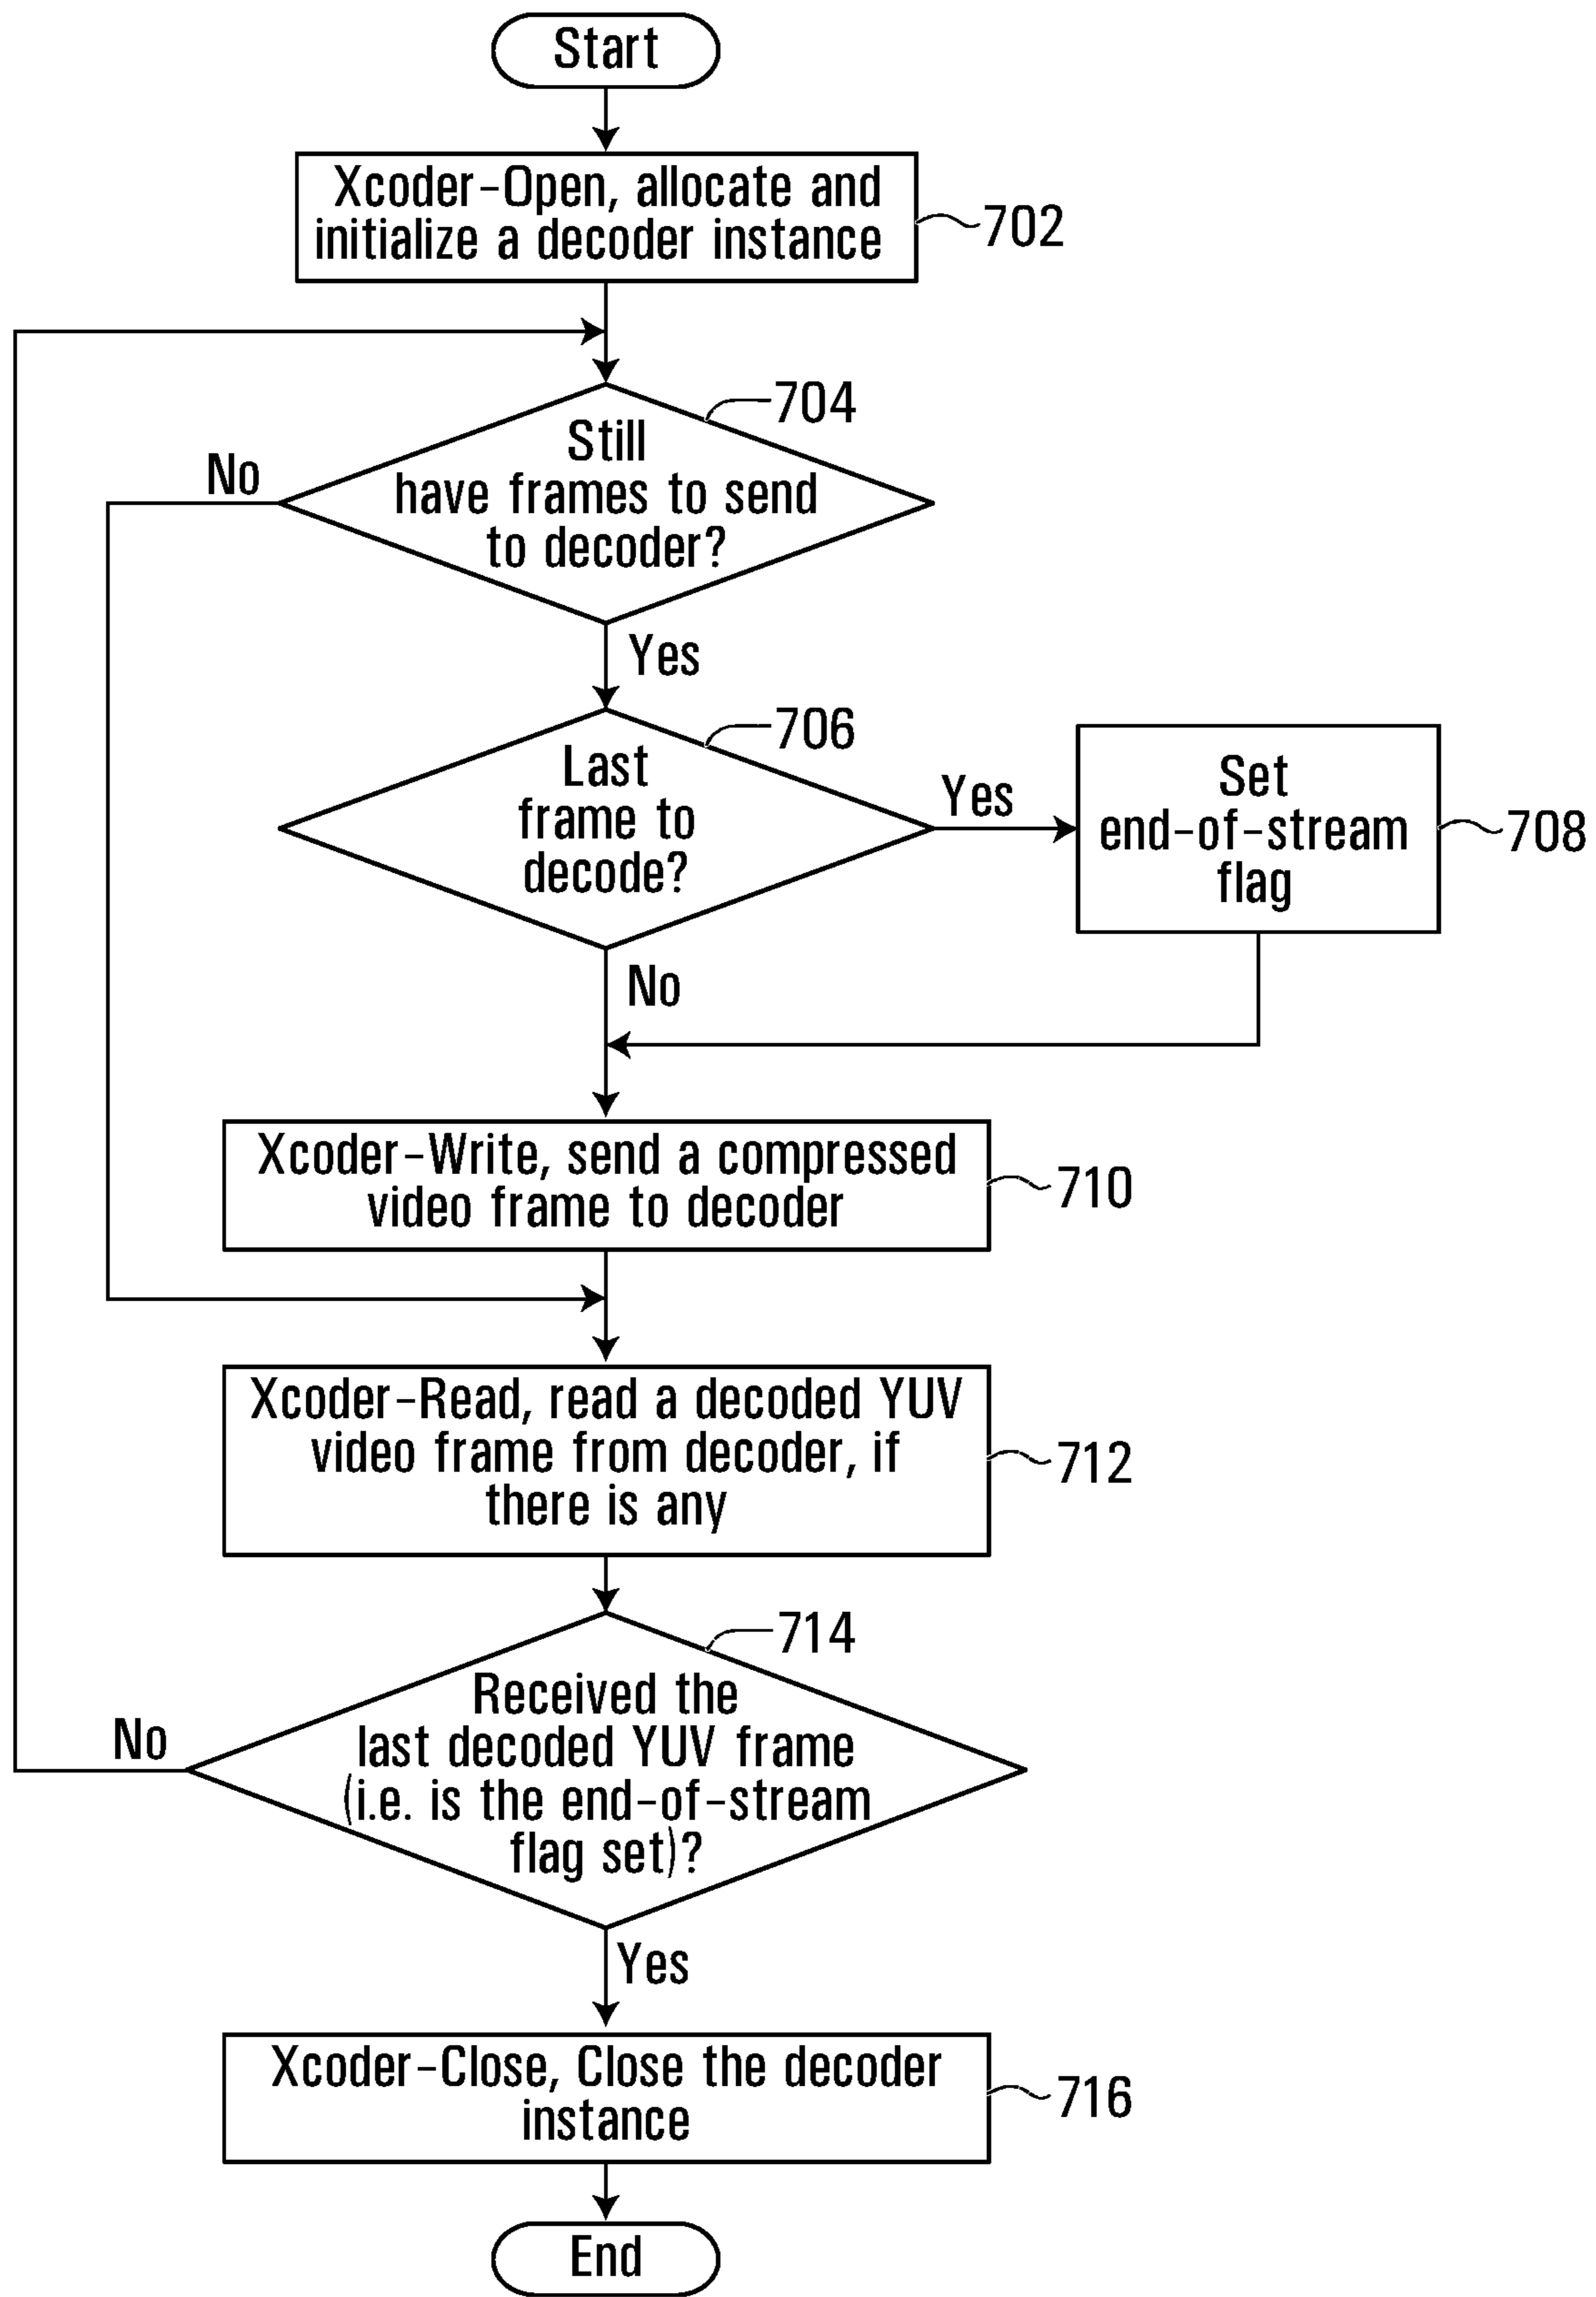 Start
Xcoder-Open, allocate and
initialize a decoder instance
702
704
Still
have frames to send
to decoder?
No
Yes
706
Last
frame to
decode?
Yes
Set
end-of-stream
flag
708
No
Xcoder-Write, send a compressed
video frame to decoder
710
Xcoder-Read, read a decoded YUV
video frame from decoder, if
there is any
712
714
Received the
last decoded YUV frame
(i.e. is the end-of-stream
flag set)?
No
Yes
Xcoder-Close, Close the decoder
instance
716
End